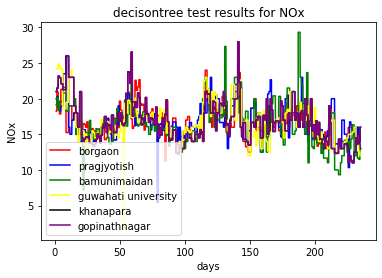 decisontree test results for NOx
30
25
20
15
10
5
NOx
borgaon
pragjyotish
bamunimaidan
guwahati university
khanapara
gopinathnagar
0 50 100 150 200
days